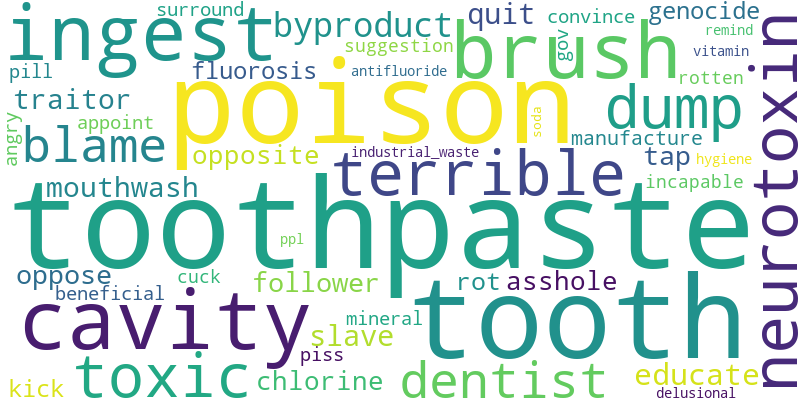 surround
ingest
byproduct
quit
convince
genocide
suggestion
brush
gov
remind
vitamin
neurotoxin
pill
fluorosis
antifluoride
rotten
poison
traitor
dump
angry
appoint
soda
blame
opposite
industrial_waste
manufacture
terrible
tap
hygiene
mouthwash
incapable
toothpaste
ppl
oppose
beneficial
cuck
follower
rot
asshole
cavity
tooth
mineral
slave
piss
toxic
chlorine
dentist
educate
kick
delusional